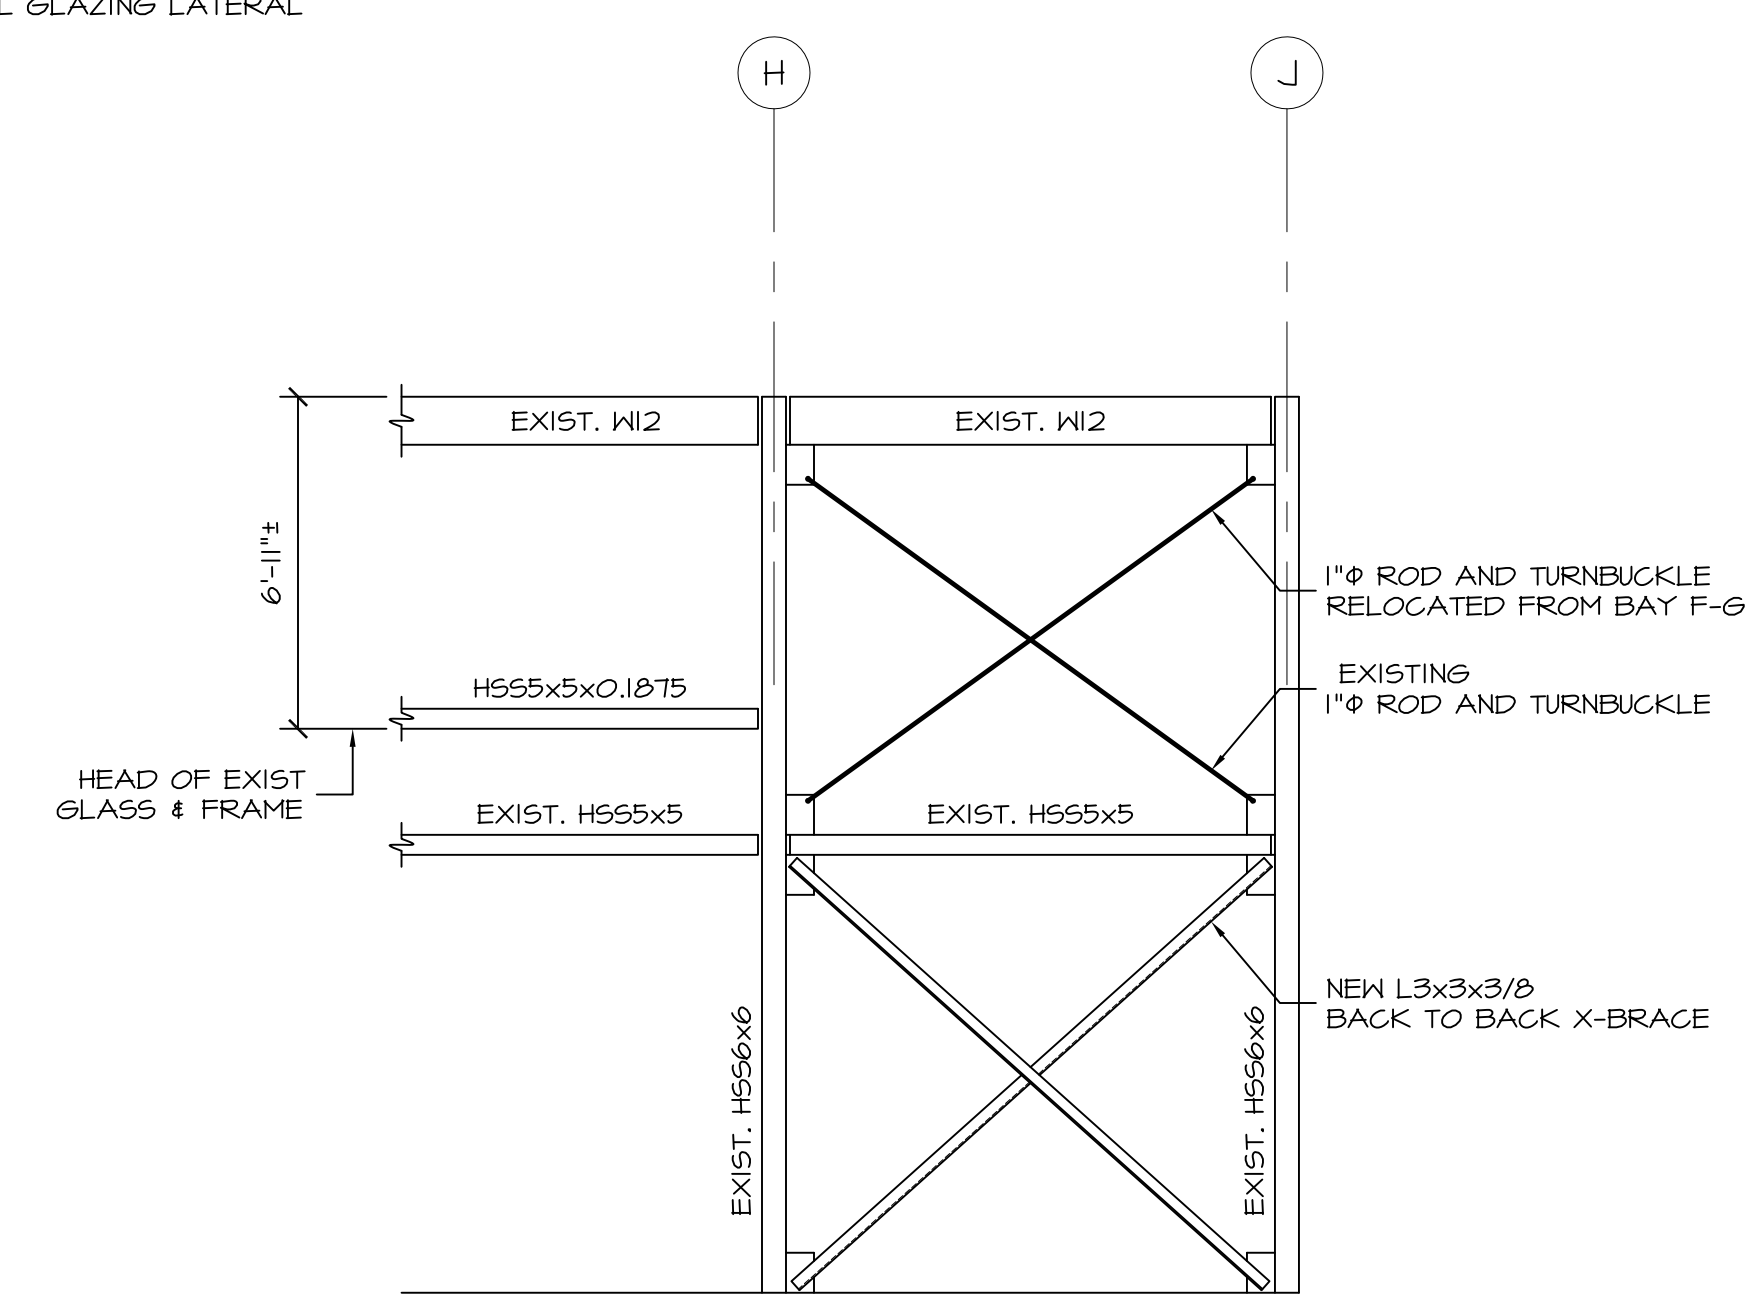 GLAZING LATERAL
H
J
EXIST. W12
EXIST. W12
6'-11"±
1"Φ ROD AND TURNBUCKLE
RELOCATED FROM BAY F-G
EXISTING
1"Φ ROD AND TURNBUCKLE
HSS5x5x0.1875
HEAD OF EXIST
GLASS & FRAME
EXIST. HSS5x5
EXIST. HSS5x5
NEW L3x3x3/8
BACK TO BACK X-BRACE
EXIST. HSS6x6
EXIST. HSS6x6